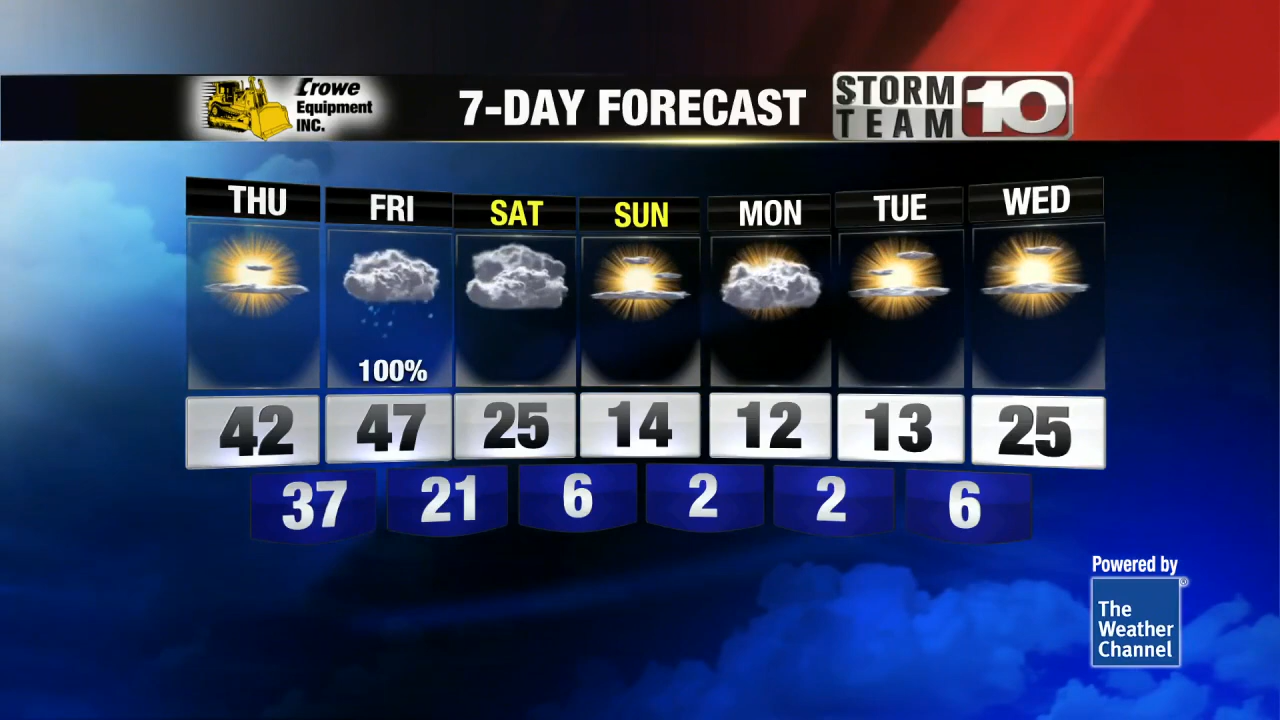 Crowe
Equipment
INC.
7-DAY FORECAST
STORM
TEAM
10
THU FRI SAT SUN MON TUE WED
100%
42 47 25 14 12 13 25
37 21 6 2 2 6
Powered by
The
Weather
Channel
®